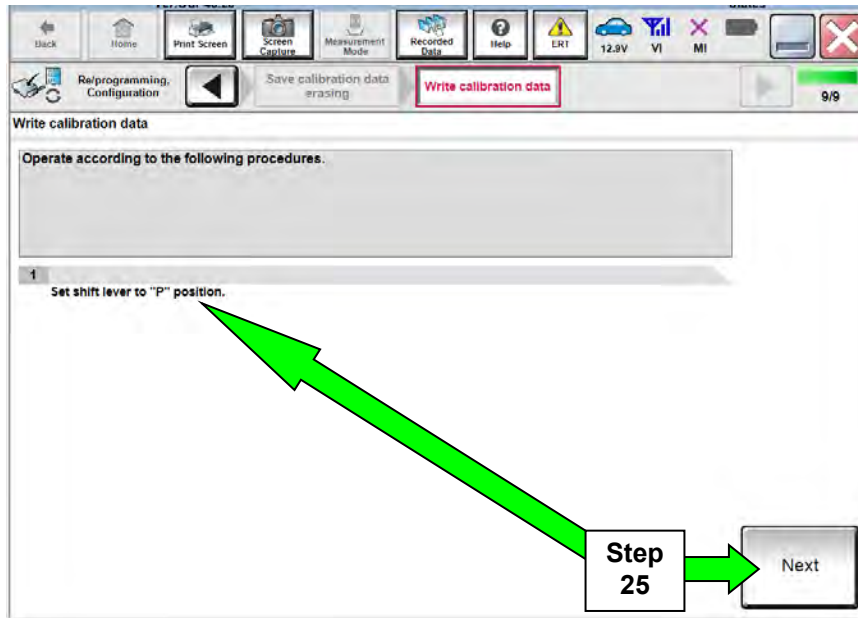 Back
Home
Print Screen
Screen
Capture
Measurement
Mode
Recorded
Data
Help
ERT
12.9V
VI
MI
Re/programming,
Configuration
Save calibration data
erasing
Write calibration data
9/9
Write calibration data
Operate according to the following procedures.
1
Set shift lever to "P" position.
Step
25
Next